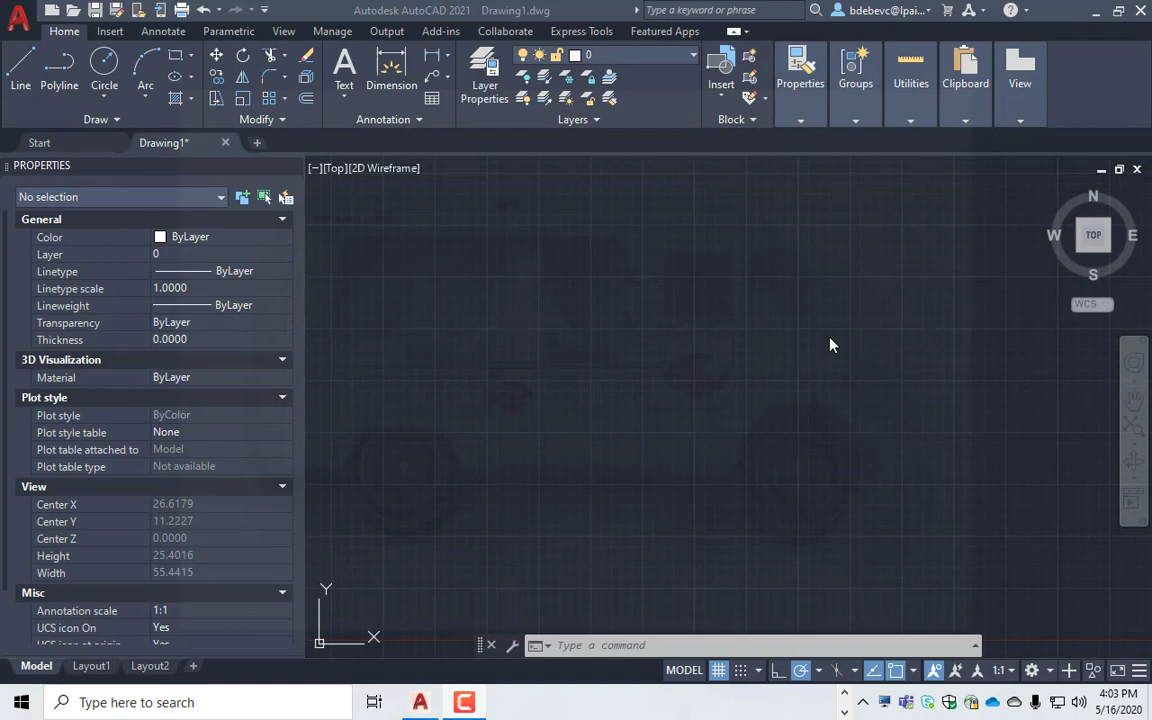 Autodesk AutoCAD 2021 Drawing1.dwg
Type a keyword or phrase
bdebevc@lpai...
Home Insert Annotate Parametric View Manage Output Add-ins Collaborate Express Tools Featured Apps
Line Polyline Circle Arc
Text Dimension
Layer Properties
0
Insert
Properties Groups Utilities Clipboard View
Draw Modify Annotation Layers Block
Start Drawing1*
PROPERTIES
[−][Top][2D Wireframe]
No selection
General
Color ByLayer
Layer 0
Linetype ByLayer
Linetype scale 1.0000
Lineweight ByLayer
Transparency ByLayer
Thickness 0.0000
3D Visualization
Material ByLayer
Plot style
Plot style ByColor
Plot style table None
Plot table attached to Model
Plot table type Not available
View
Center X 26.6179
Center Y 11.2227
Center Z 0.0000
Height 25.4016
Width 55.4415
Misc
Annotation scale 1:1
UCS icon On Yes
UCS icon at origin Yes
N
W TOP E
S
WCS
Y
X
Type a command
Model Layout1 Layout2
MODEL 1:1
Type here to search
4:03 PM
5/16/2020